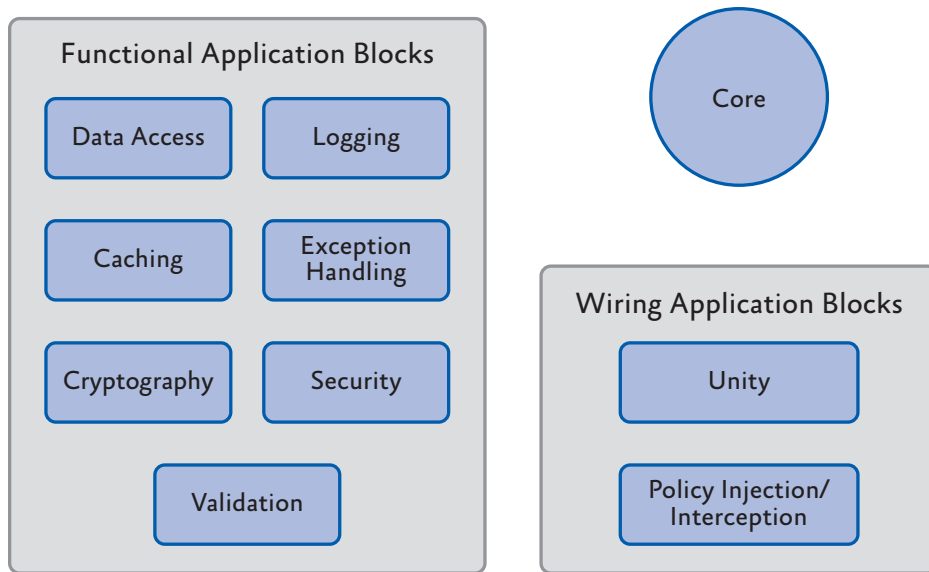 Functional Application Blocks
Data Access
Logging
Caching
Exception
Handling
Cryptography
Security
Validation
Core
Wiring Application Blocks
Unity
Policy Injection/
Interception